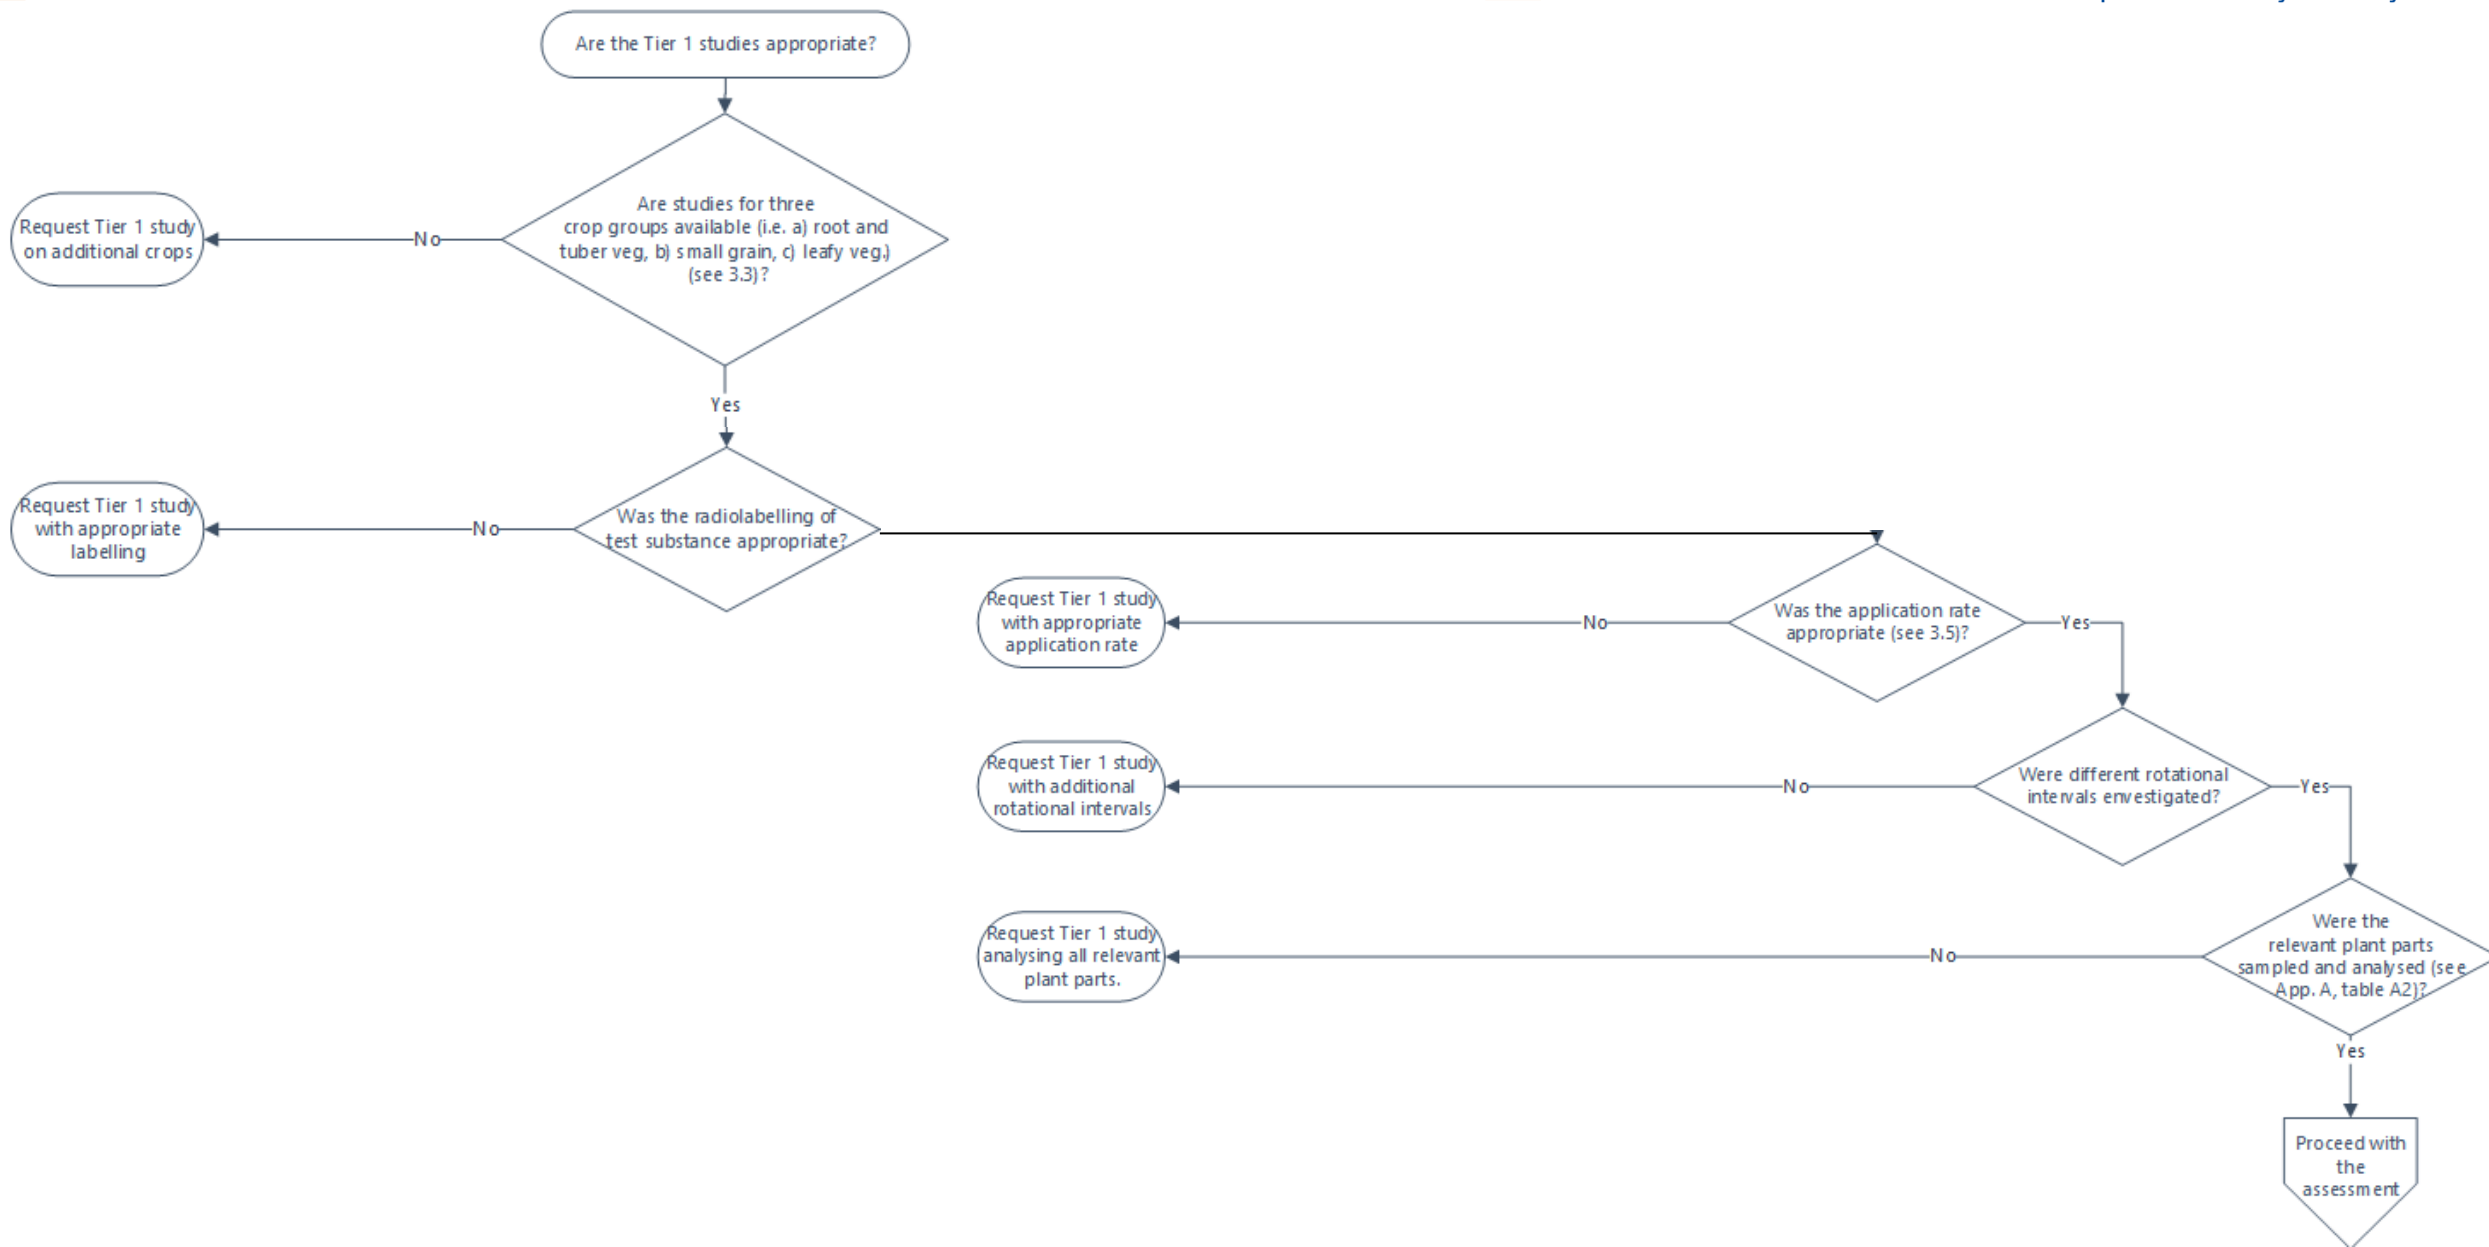 Are the Tier 1 studies appropriate?
Are studies for three
crop groups available (i.e. a) root and
tuber veg, b) small grain, c) leafy veg.)
(see 3.3)?
No
Request Tier 1 study
on additional crops
Yes
Was the radiolabelling of
test substance appropriate?
No
Request Tier 1 study
with appropriate
labelling
Was the application rate
appropriate (see 3.5)?
No
Request Tier 1 study
with appropriate
application rate
Yes
Were different rotational
intervals envestigated?
No
Request Tier 1 study
with additional
rotational intervals
Yes
Were the
relevant plant parts
sampled and analysed (see
App. A, table A2)?
No
Request Tier 1 study
analysing all relevant
plant parts.
Yes
Proceed with
the
assessment